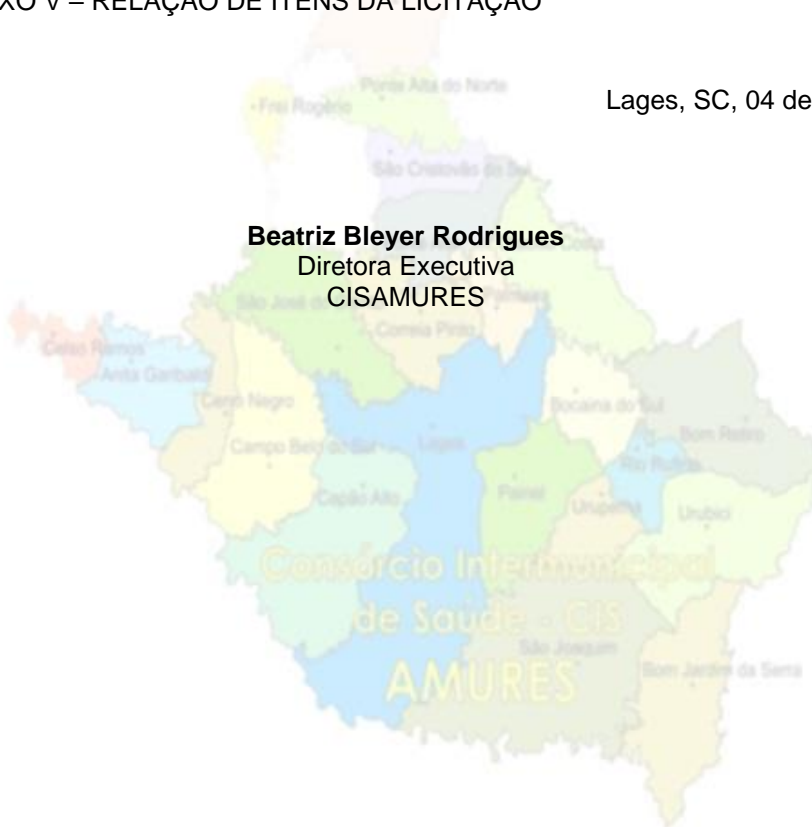 XO V – RELAÇÃO DE ITENS DA LICITAÇÃO
Ponte Alta do Norte
Frei Rogério
Lages, SC, 04 de
São Cristovão do Sul
Beatriz Bleyer Rodrigues
Diretora Executiva
CISAMURES
São José do
Correia Pinto
Celso Ramos
Anita Garibaldi
Cerro Negro
Bocaina do Sul
Campo Belo do Sul
Lages
Bom Retiro
Rio Rufino
Capão Alto
Painel
Urupema
Urubici
Consórcio Intermunicipal
de Saúde - CIS
São Joaquim
Bom Jardim da Serra
AMURES